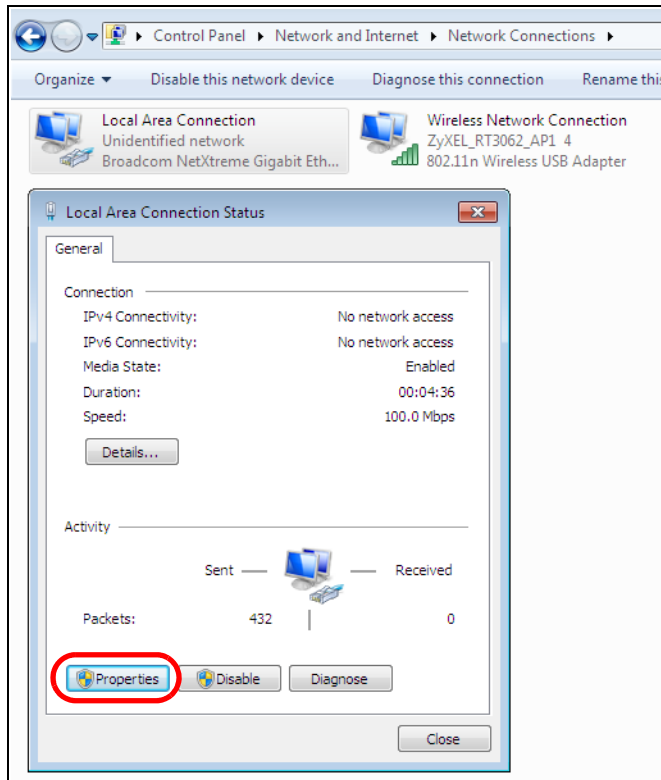 Control Panel Network and Internet Network Connections
Organize Disable this network device Diagnose this connection Rename this
Local Area Connection
Unidentified network
Broadcom NetXtreme Gigabit Eth...
Wireless Network Connection
ZyXEL_RT3062_AP1 4
802.11n Wireless USB Adapter
Local Area Connection Status
General
Connection
IPv4 Connectivity: No network access
IPv6 Connectivity: No network access
Media State: Enabled
Duration: 00:04:36
Speed: 100.0 Mbps
Details...
Activity
Sent Received
Packets: 432 0
Properties Disable Diagnose
Close